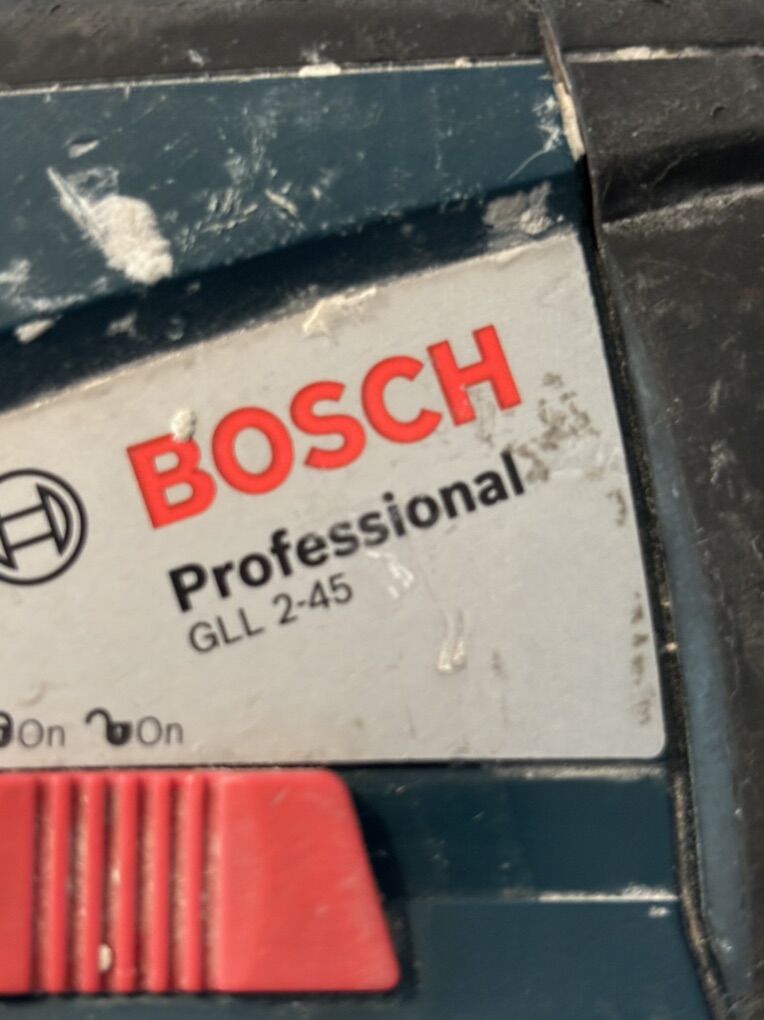 BOSCH
Professional
GLL 2-45
On On